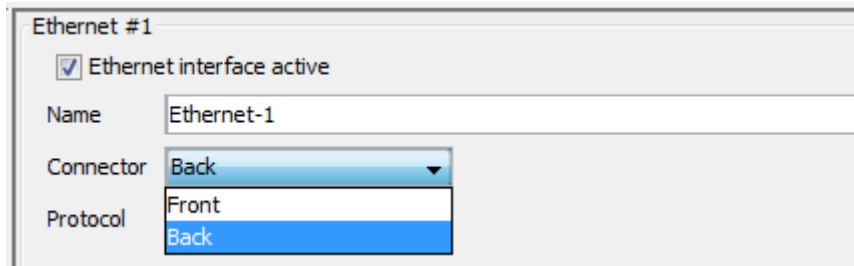 Ethernet #1
Ethernet interface active
Name Ethernet-1
Connector Back
Front
Protocol
Back